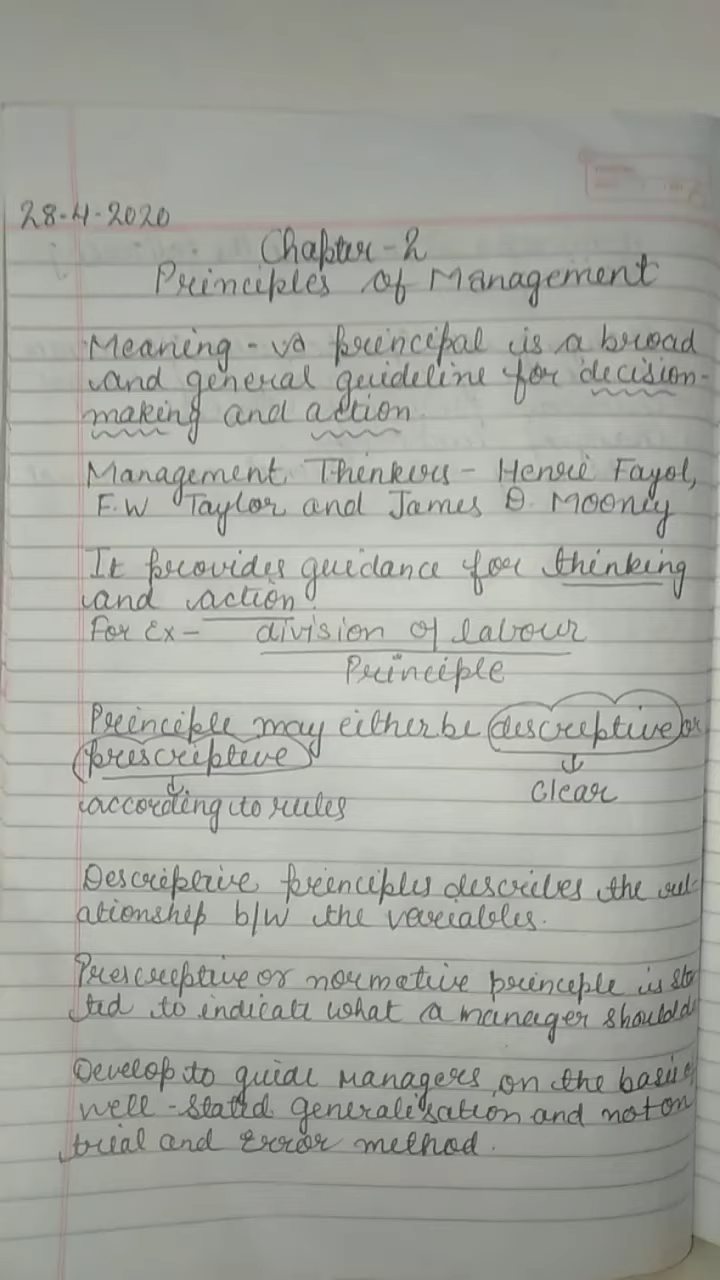 28-4-2020
Chapter-2
Principles of Management
Meaning - A principal is a broad
and general guideline for decision-
making and action.
Management Thinkers - Henri Fayol,
F.W Taylor and James D. Mooney
It provides guidance for thinking
and action.
For Ex - division of labour
Principle
Principle may either be descriptive or
prescriptive
clear
according to rules
Descriptive principles describes the rel-
ationship b/w the variables.
Prescriptive or normative principle is sta
ted to indicate what a manager should d
Develop to guide managers, on the basis
well-stated generalisation and not on
trial and Error method.